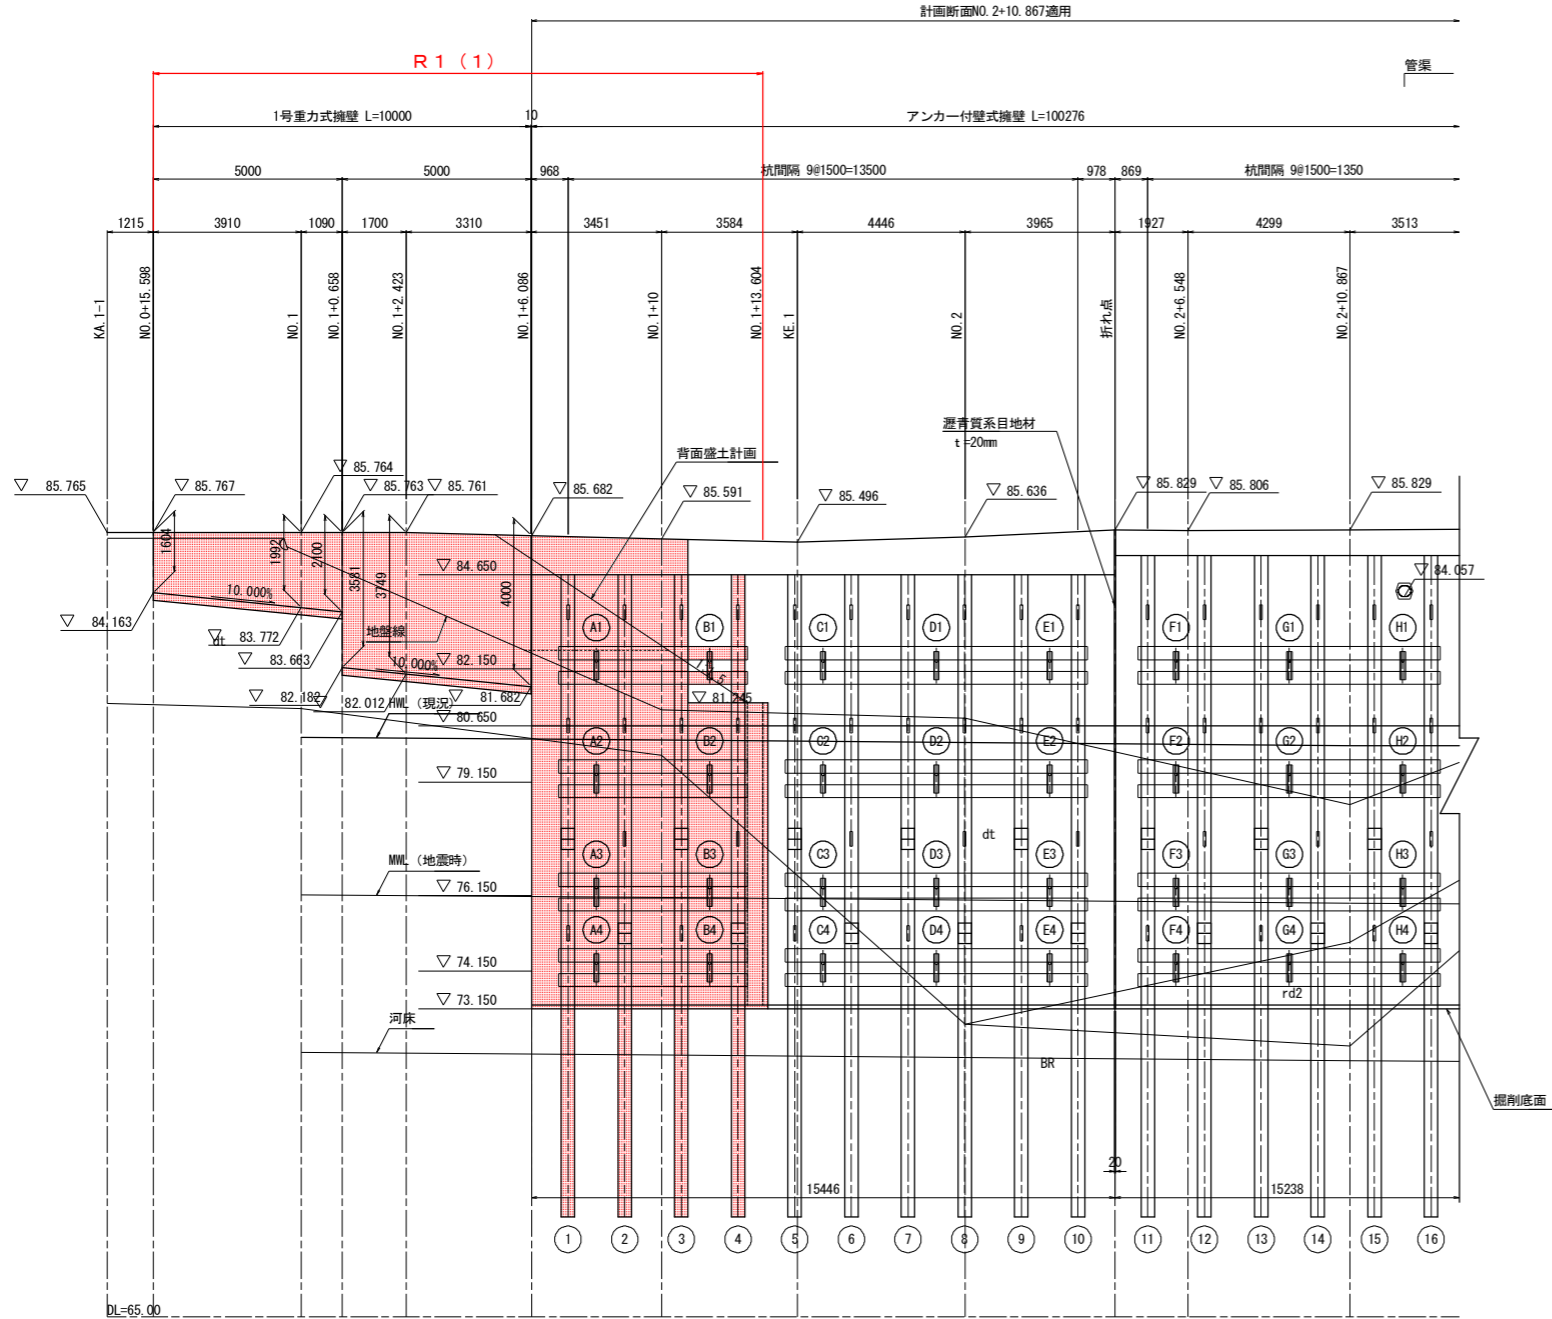 計画断面NO.2+10.867適用
R1(1)
管渠
1号重力式擁壁 L=10000
10
アンカー付壁式擁壁 L=100276
5000
5000
968
杭間隔 9@1500=13500
978
869
杭間隔 9@1500=1350
1215
3910
1090
1700
3310
3451
3584
4446
3965
1927
4299
3513
KA.1-1
NO.0+15.598
NO.1
NO.1+0.658
NO.1+2.423
NO.1+6.086
NO.1+10
NO.1+13.604
KE.1
NO.2
折れ点
NO.2+6.548
NO.2+10.867
瀝青質系目地材
t=20mm
背面盛土計画
▽ 85.764
▽ 85.765
▽ 85.767
▽ 85.763
▽ 85.761
▽ 85.682
▽ 85.591
▽ 85.496
▽ 85.636
▽ 85.829
▽ 85.806
▽ 85.829
1604
1992
2100
3581
3749
4000
▽ 84.650
▽ 84.057
10.000%
▽ 84.163
▽ 83.772
dt
地盤線
▽ 83.663
10.000%
▽ 82.150
1:1.5
▽ 82.182
▽ 82.012
HWL(現況)
▽ 81.682
▽ 81.245
▽ 80.650
▽ 79.150
MWL(地震時)
▽ 76.150
▽ 74.150
▽ 73.150
河床
A1
B1
C1
D1
E1
F1
G1
H1
A2
B2
C2
D2
E2
F2
G2
H2
dt
A3
B3
C3
D3
E3
F3
G3
H3
A4
B4
C4
D4
E4
F4
G4
H4
rd2
BR
掘削底面
20
15446
15238
1
2
3
4
5
6
7
8
9
10
11
12
13
14
15
16
DL=65.00